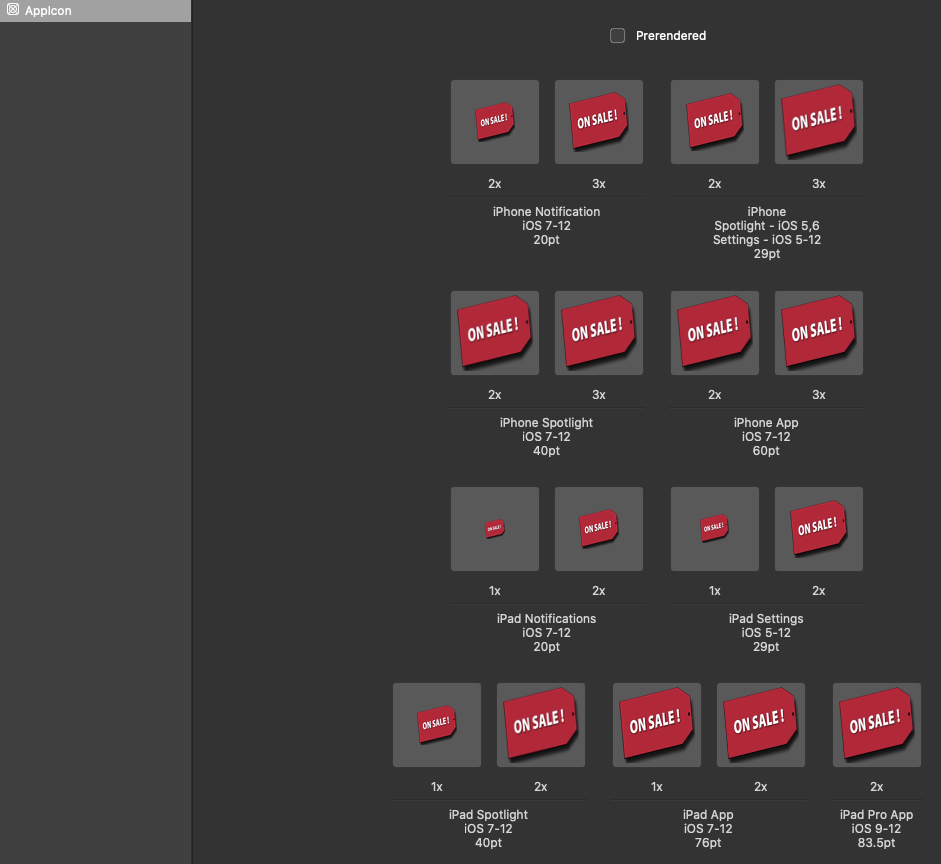 AppIcon
Prerendered
ON SALE! ON SALE! ON SALE! ON SALE!
2x 3x 2x 3x
iPhone Notification
iOS 7-12
20pt
iPhone
Spotlight - iOS 5,6
Settings - iOS 5-12
29pt
ON SALE! ON SALE! ON SALE! ON SALE!
2x 3x 2x 3x
iPhone Spotlight
iOS 7-12
40pt
iPhone App
iOS 7-12
60pt
ON SALE! ON SALE! ON SALE! ON SALE!
1x 2x 1x 2x
iPad Notifications
iOS 7-12
20pt
iPad Settings
iOS 5-12
29pt
ON SALE! ON SALE! ON SALE! ON SALE! ON SALE!
1x 2x 1x 2x 2x
iPad Spotlight
iOS 7-12
40pt
iPad App
iOS 7-12
76pt
iPad Pro App
iOS 9-12
83.5pt